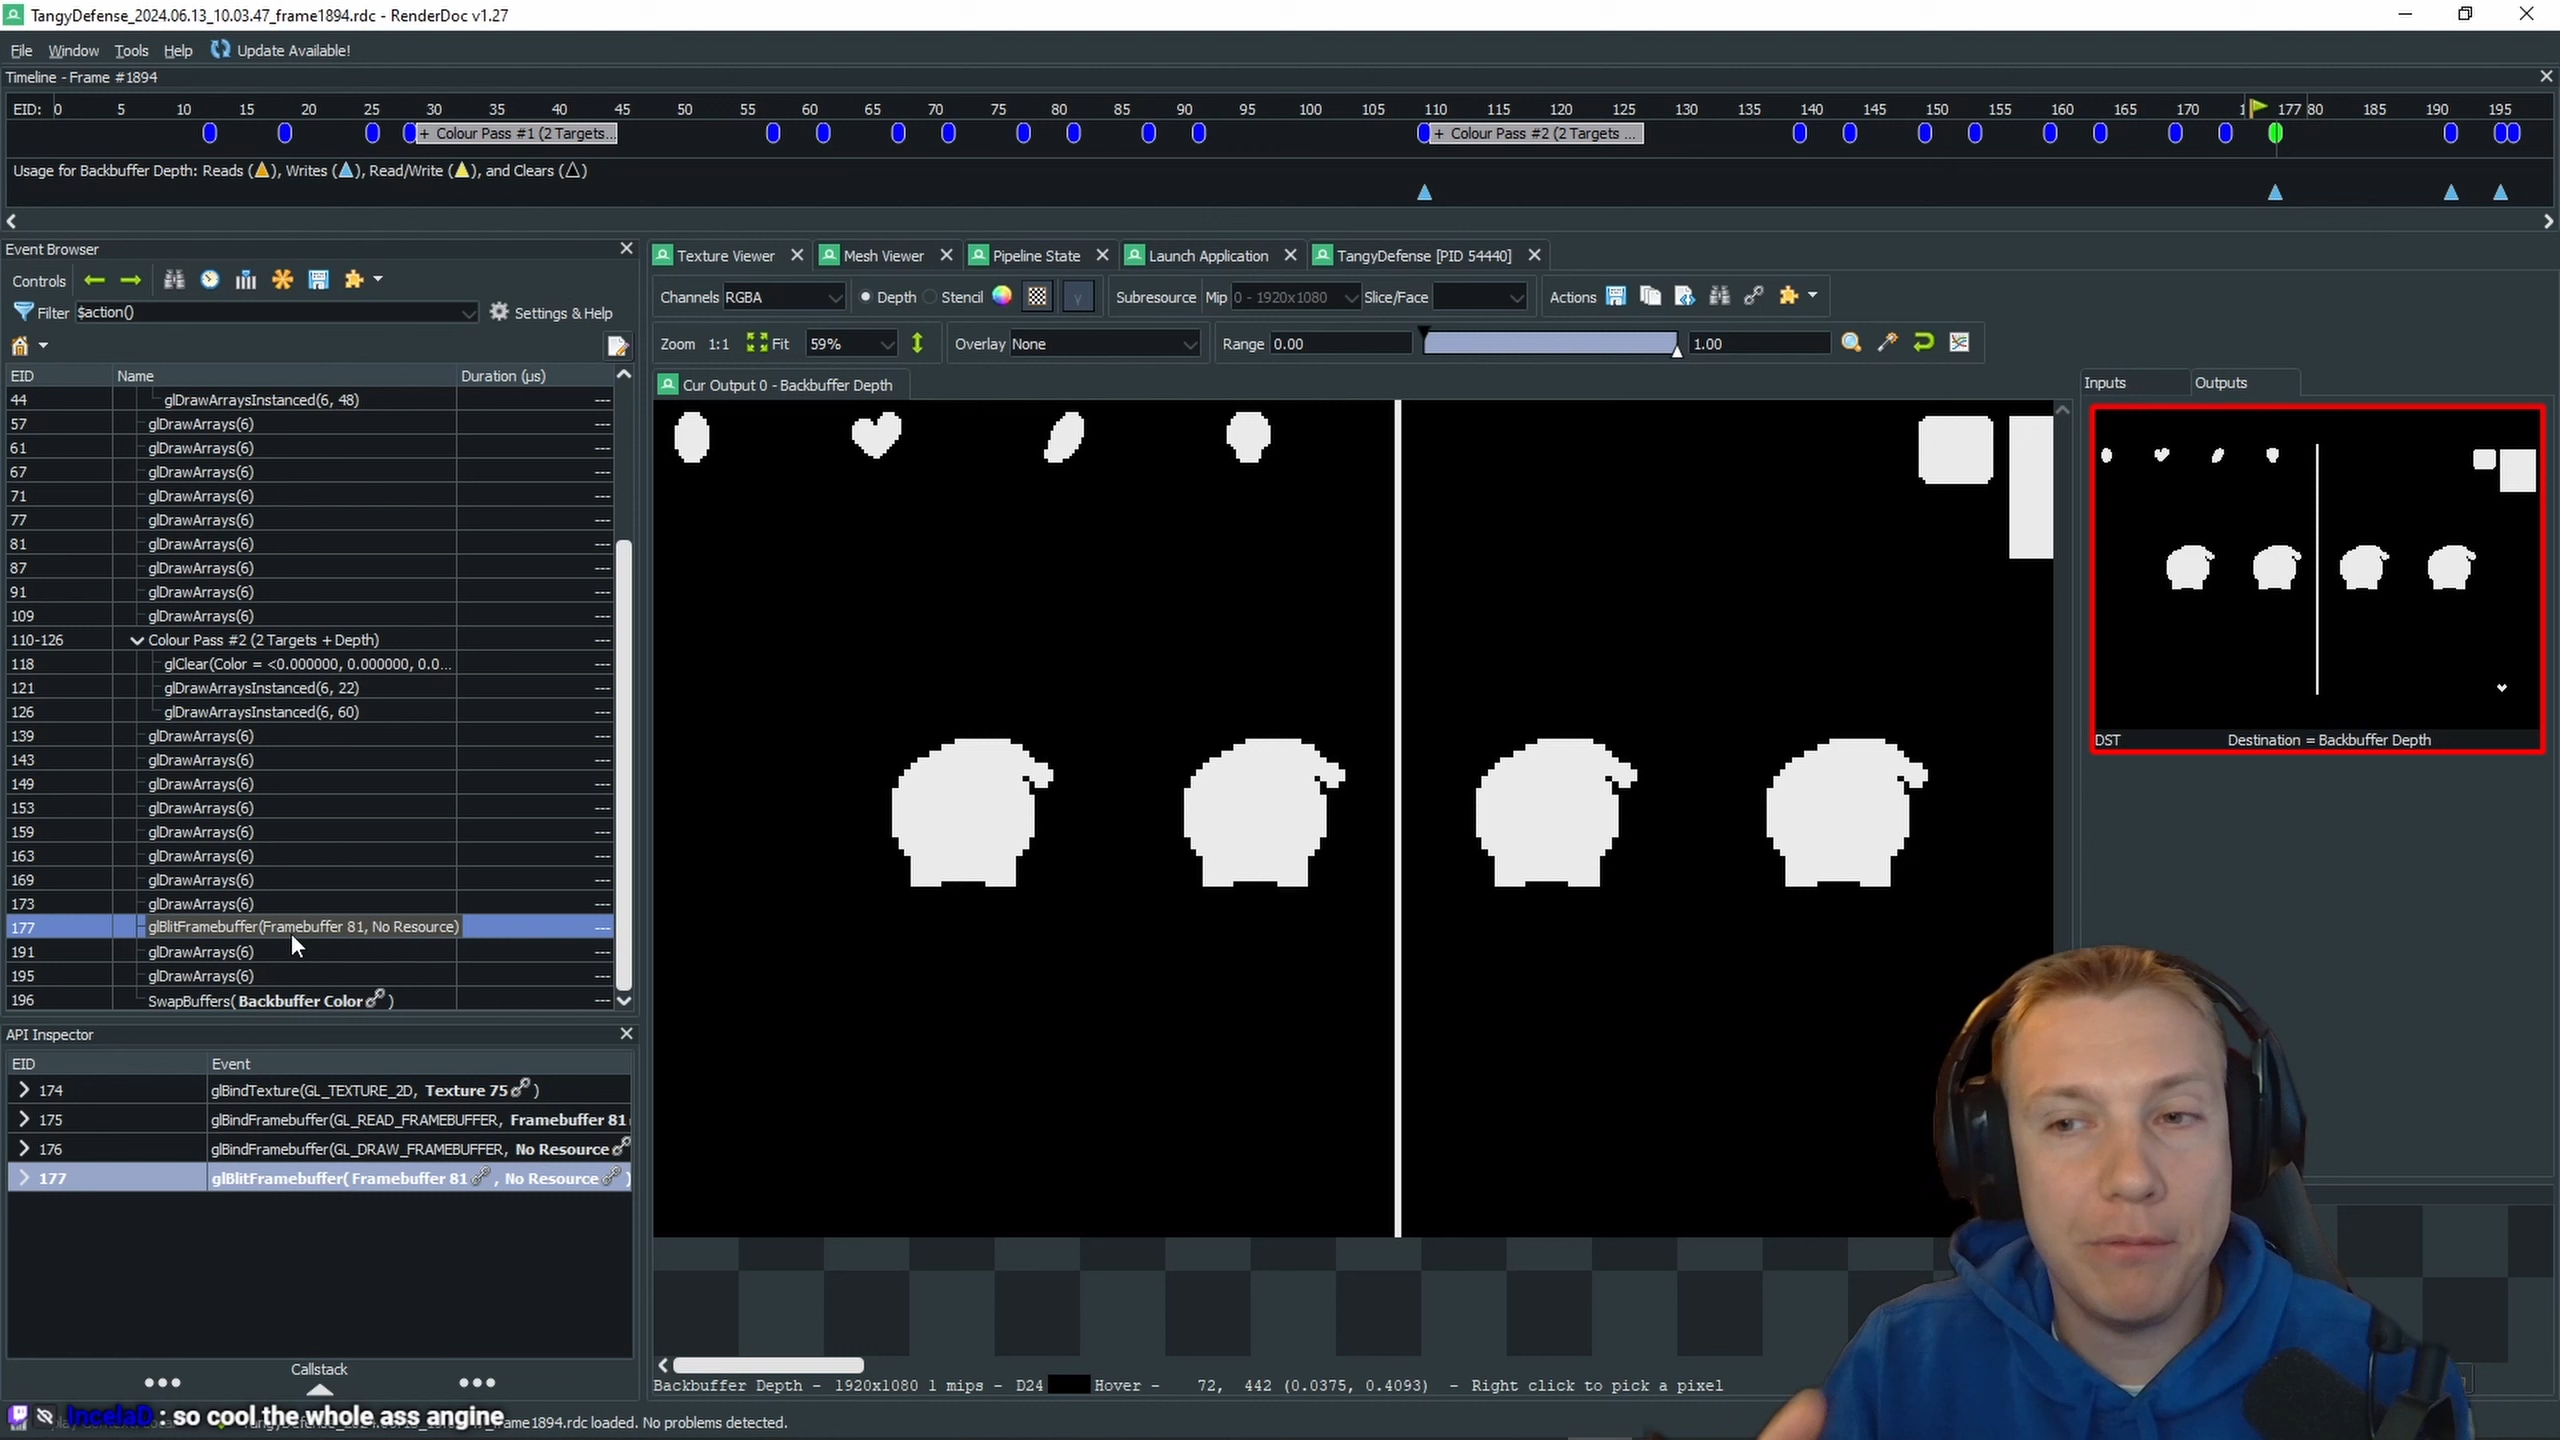 TangyDefense_2024.06.13_10.03.47_frame1894.rdc - RenderDoc v1.27
File Window Tools Help Update Available!
Timeline - Frame #1894
EID: 0 5 10 15 20 25 30 35 40 45 50 55 60 65 70 75 80 85 90 95 100 105 110 115 120 125 130 135 140 145 150 155 160 165 170 1 177 80 185 190 195
+ Colour Pass #1 (2 Targets... + Colour Pass #2 (2 Targets ...
Usage for Backbuffer Depth: Reads ( ), Writes ( ), Read/Write ( ), and Clears ( )
Event Browser
Texture Viewer Mesh Viewer Pipeline State Launch Application TangyDefense [PID 54440]
Controls
Channels RGBA Depth Stencil γ Subresource Mip 0 - 1920x1080 Slice/Face Actions
Filter $action() Settings & Help
Zoom 1:1 Fit 59% Overlay None Range 0.00 1.00
EID Name Duration (µs)
Cur Output 0 - Backbuffer Depth
Inputs Outputs
44 glDrawArraysInstanced(6, 48) ---
57 glDrawArrays(6) ---
61 glDrawArrays(6) ---
67 glDrawArrays(6) ---
71 glDrawArrays(6) ---
77 glDrawArrays(6) ---
81 glDrawArrays(6) ---
87 glDrawArrays(6) ---
91 glDrawArrays(6) ---
109 glDrawArrays(6) ---
110-126 Colour Pass #2 (2 Targets + Depth) ---
118 glClear(Color = <0.000000, 0.000000, 0.0... ---
121 glDrawArraysInstanced(6, 22) ---
126 glDrawArraysInstanced(6, 60) ---
139 glDrawArrays(6) ---
143 glDrawArrays(6) ---
149 glDrawArrays(6) ---
153 glDrawArrays(6) ---
159 glDrawArrays(6) ---
163 glDrawArrays(6) ---
169 glDrawArrays(6) ---
173 glDrawArrays(6) ---
177 glBlitFramebuffer(Framebuffer 81, No Resource) ---
191 glDrawArrays(6) ---
195 glDrawArrays(6) ---
196 SwapBuffers( Backbuffer Color ) ---
DST Destination = Backbuffer Depth
API Inspector
EID Event
174 glBindTexture(GL_TEXTURE_2D, Texture 75 )
175 glBindFramebuffer(GL_READ_FRAMEBUFFER, Framebuffer 81
176 glBindFramebuffer(GL_DRAW_FRAMEBUFFER, No Resource
177 glBlitFramebuffer( Framebuffer 81 , No Resource )
Callstack
Backbuffer Depth - 1920x1080 1 mips - D24 Hover - 72, 442 (0.0375, 0.4093) - Right click to pick a pixel
IncelaD : so cool the whole ass angine
_frame1894.rdc loaded. No problems detected.